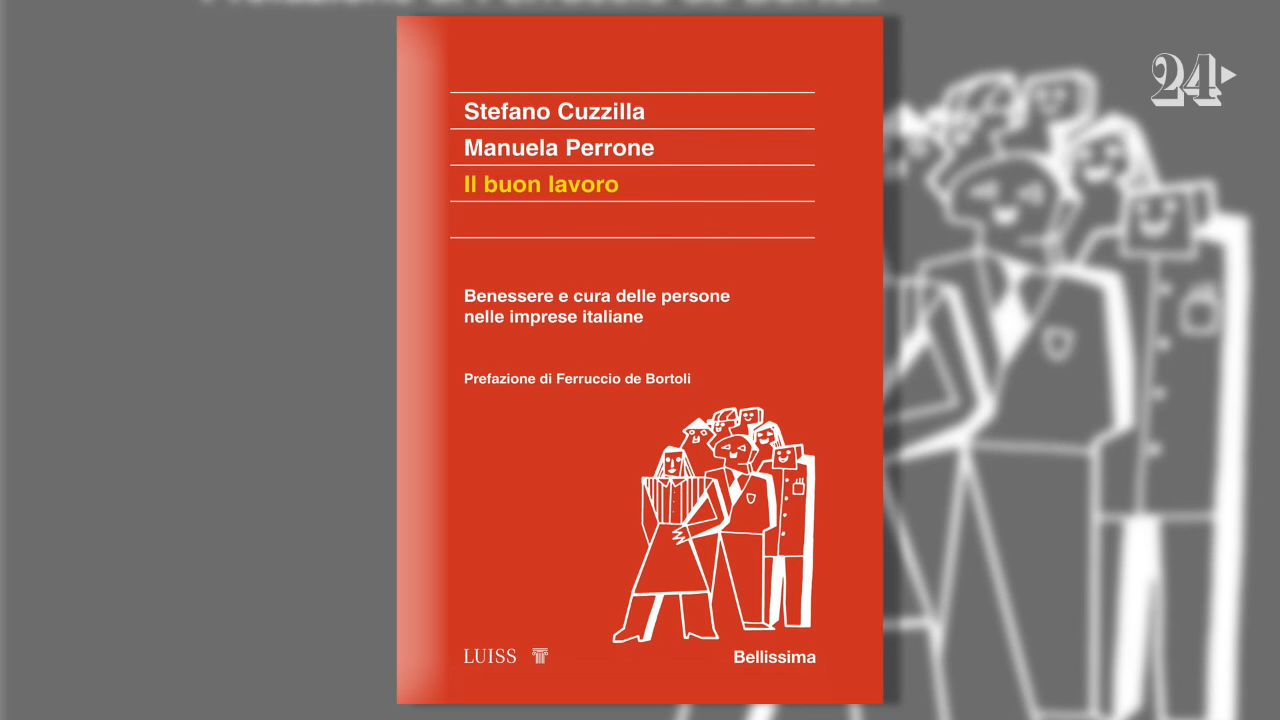 Stefano Cuzzilla
Manuela Perrone
Il buon lavoro
Benessere e cura delle persone
nelle imprese italiane
Prefazione di Ferruccio de Bortoli
LUISS
Bellissima
24